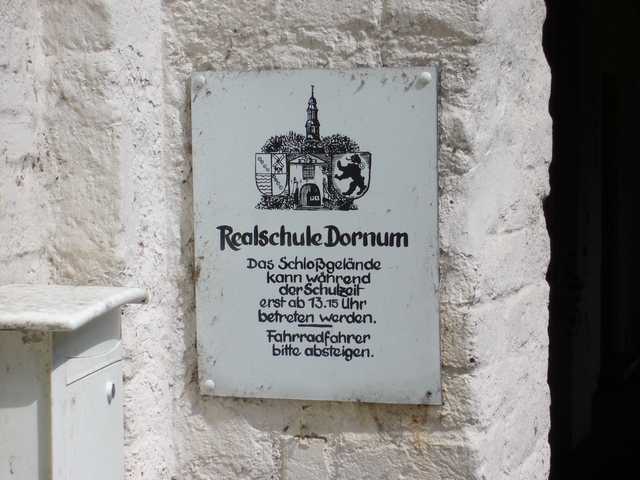 Realschule Dornum
Das Schloßgelände
kann während
der Schulzeit
erst ab 13.15 Uhr
betreten werden.
Fahrradfahrer
bitte absteigen.